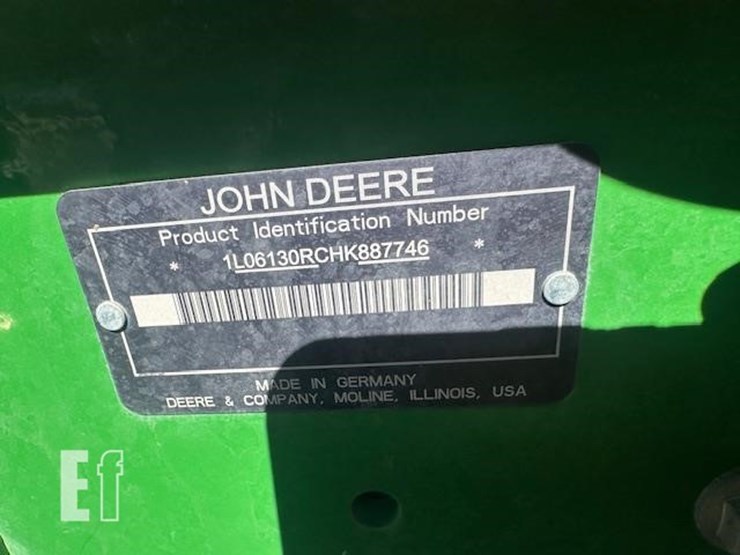 JOHN DEERE
Product Identification Number
* 1L06130RCHK887746 *
MADE IN GERMANY
DEERE & COMPANY, MOLINE, ILLINOIS, USA
Ef